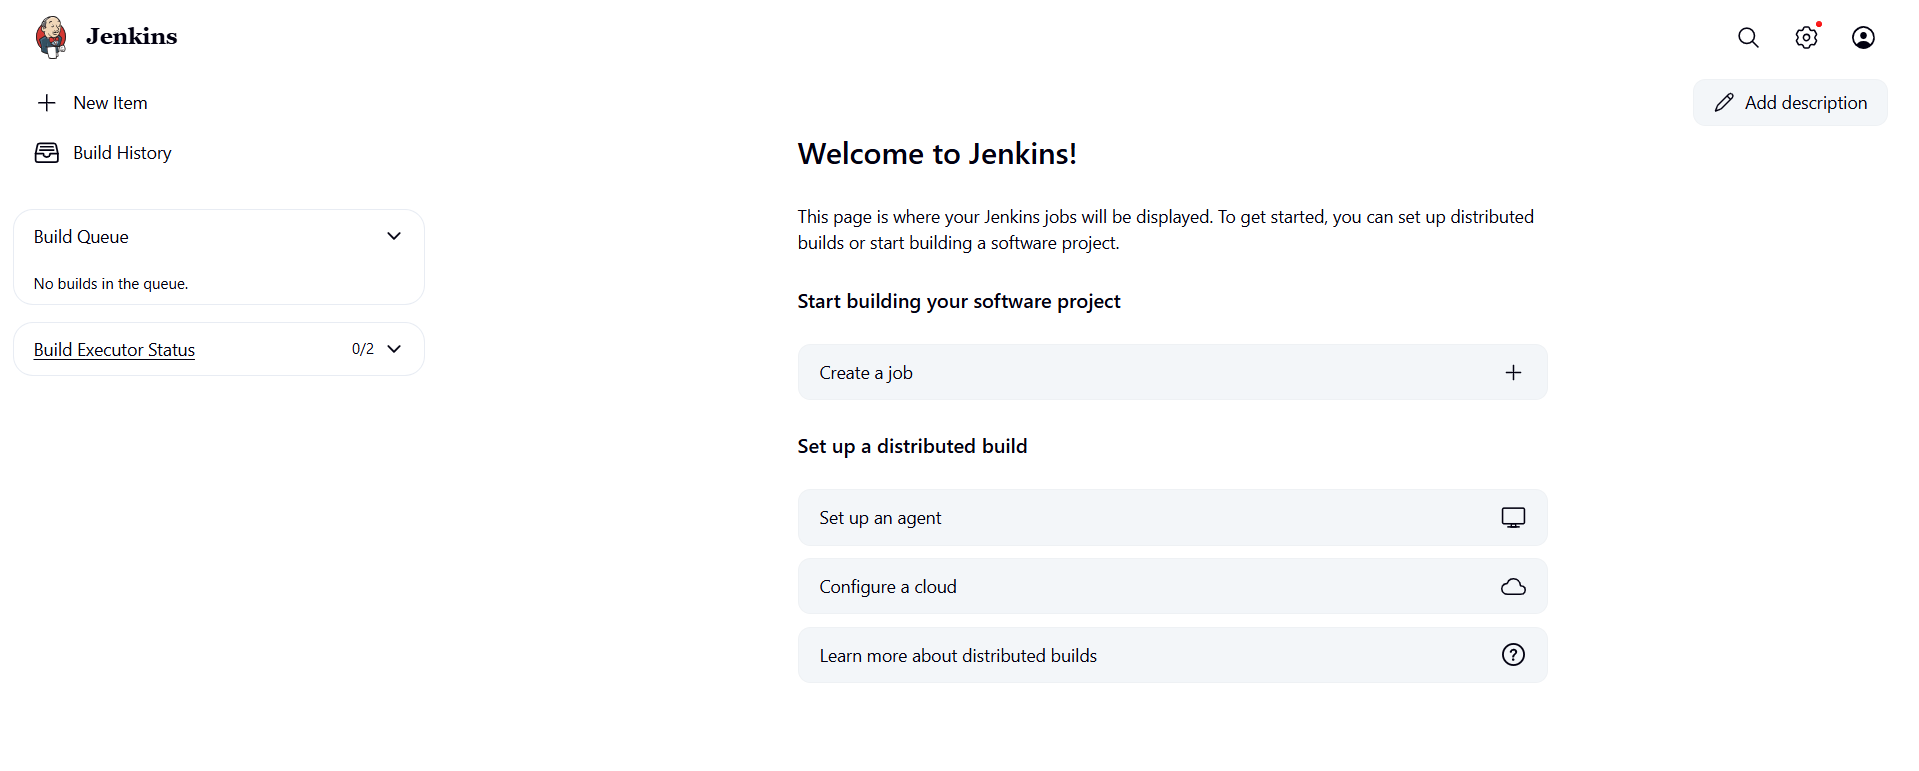 Jenkins
New Item
Build History
Build Queue
No builds in the queue.
Build Executor Status 0/2
Add description
Welcome to Jenkins!
This page is where your Jenkins jobs will be displayed. To get started, you can set up distributed
builds or start building a software project.
Start building your software project
Create a job
Set up a distributed build
Set up an agent
Configure a cloud
Learn more about distributed builds